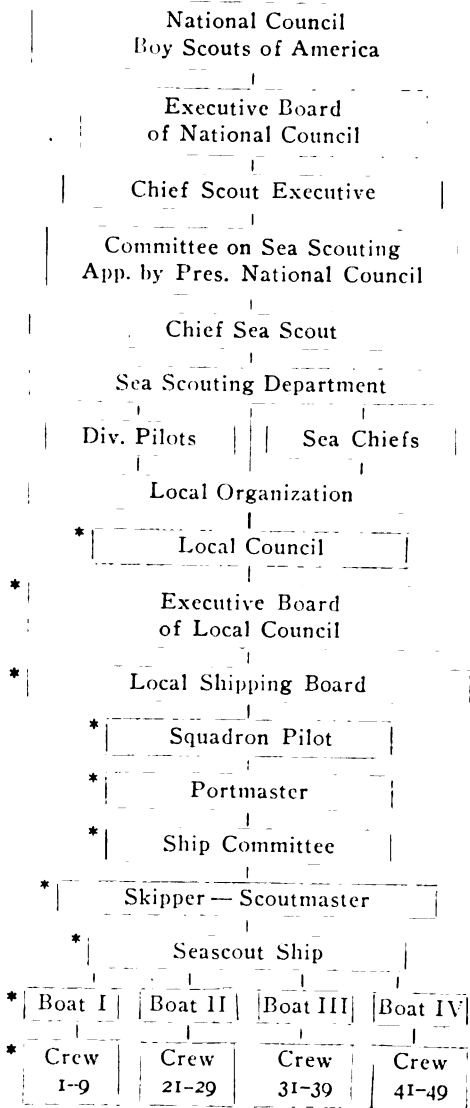 National Council
Boy Scouts of America
Executive Board
of National Council
Chief Scout Executive
Committee on Sea Scouting
App. by Pres. National Council
Chief Sea Scout
Sea Scouting Department
Div. Pilots Sea Chiefs
Local Organization
* Local Council
* Executive Board
of Local Council
* Local Shipping Board
* Squadron Pilot
* Portmaster
* Ship Committee
* Skipper — Scoutmaster
* Seascout Ship
* Boat I Boat II Boat III Boat IV
* Crew Crew Crew Crew
1-9 21-29 31-39 41-49